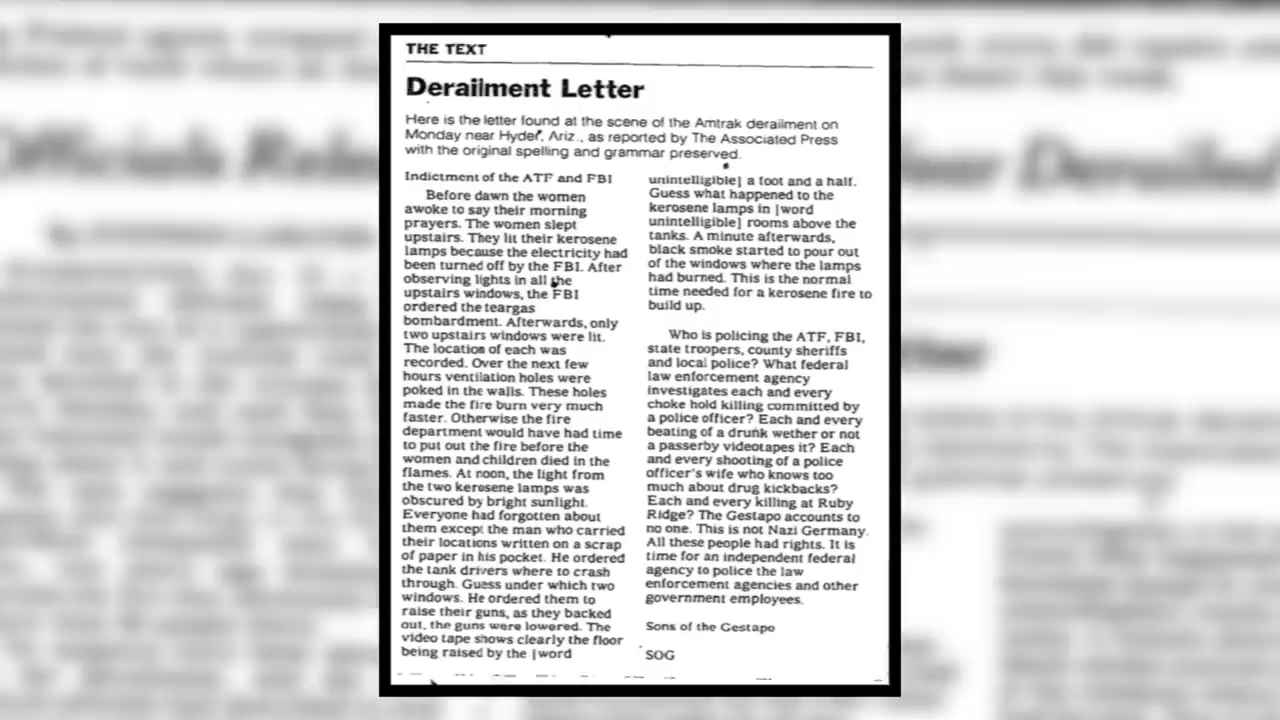 THE TEXT
Derailment Letter
Here is the letter found at the scene of the Amtrak derailment on
Monday near Hyder, Ariz., as reported by The Associated Press
with the original spelling and grammar preserved.
Indictment of the ATF and FBI
Before dawn the women
awoke to say their morning
prayers. The women slept
upstairs. They lit their kerosene
lamps because the electricity had
been turned off by the FBI. After
observing lights in all the
upstairs windows, the FBI
ordered the teargas
bombardment. Afterwards, only
two upstairs windows were lit.
The location of each was
recorded. Over the next few
hours ventilation holes were
poked in the walls. These holes
made the fire burn very much
faster. Otherwise the fire
department would have had time
to put out the fire before the
women and children died in the
flames. At noon, the light from
the two kerosene lamps was
obscured by bright sunlight.
Everyone had forgotten about
them except the man who carried
their locations written on a scrap
of paper in his pocket. He ordered
the tank drivers where to crash
through. Guess under which two
windows. He ordered them to
raise their guns, as they backed
out, the guns were lowered. The
video tape shows clearly the floor
being raised by the [word
unintelligible] a foot and a half.
Guess what happened to the
kerosene lamps in [word
unintelligible] rooms above the
tanks. A minute afterwards,
black smoke started to pour out
of the windows where the lamps
had burned. This is the normal
time needed for a kerosene fire to
build up.
Who is policing the ATF, FBI,
state troopers, county sheriffs
and local police? What federal
law enforcement agency
investigates each and every
choke hold killing committed by
a police officer? Each and every
beating of a drunk wether or not
a passerby videotapes it? Each
and every shooting of a police
officer's wife who knows too
much about drug kickbacks?
Each and every killing at Ruby
Ridge? The Gestapo accounts to
no one. This is not Nazi Germany.
All these people had rights. It is
time for an independent federal
agency to police the law
enforcement agencies and other
government employees.
Sons of the Gestapo
SOG